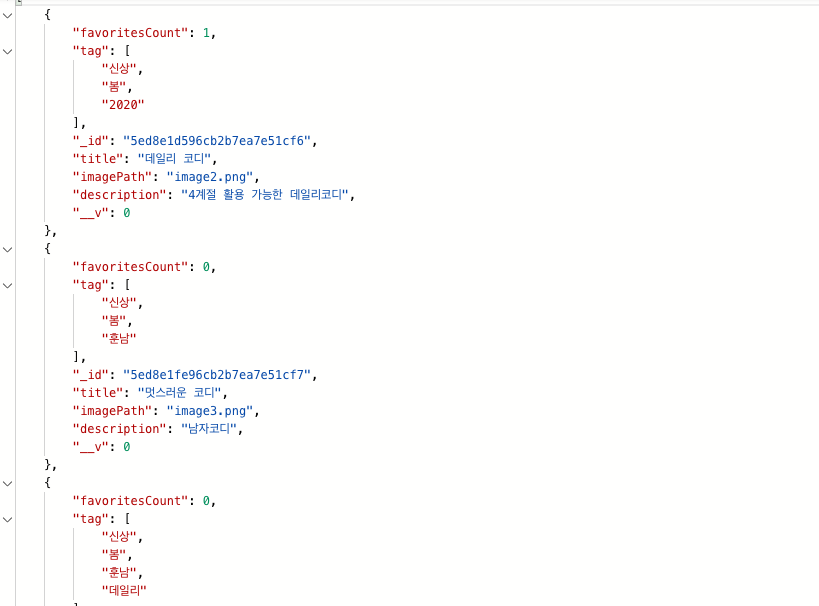 [
{
"favoritesCount": 1,
"tag": [
"신상",
"봄",
"2020"
],
"_id": "5ed8e1d596cb2b7ea7e51cf6",
"title": "데일리 코디",
"imagePath": "image2.png",
"description": "4계절 활용 가능한 데일리코디",
"__v": 0
},
{
"favoritesCount": 0,
"tag": [
"신상",
"봄",
"훈남"
],
"_id": "5ed8e1fe96cb2b7ea7e51cf7",
"title": "멋스러운 코디",
"imagePath": "image3.png",
"description": "남자코디",
"__v": 0
},
{
"favoritesCount": 0,
"tag": [
"신상",
"봄",
"훈남",
"데일리"
]